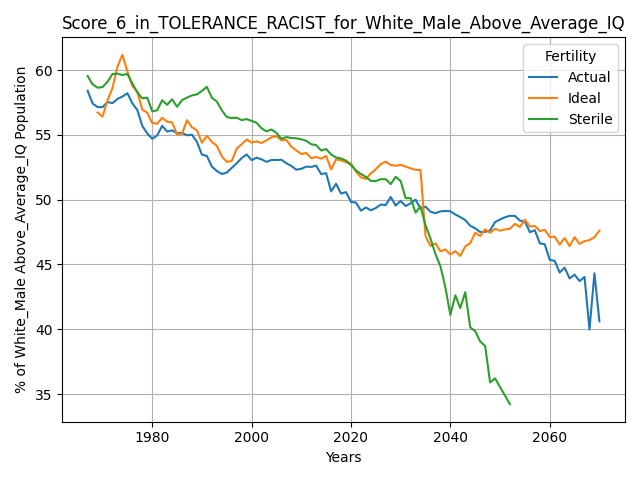 Score_6_in_TOLERANCE_RACIST_for_White_Male_Above_Average_IQ
% of White_Male Above_Average_IQ Population
60
55
50
45
40
35
Fertility
Actual
Ideal
Sterile
1980
2000
2020
2040
2060
Years